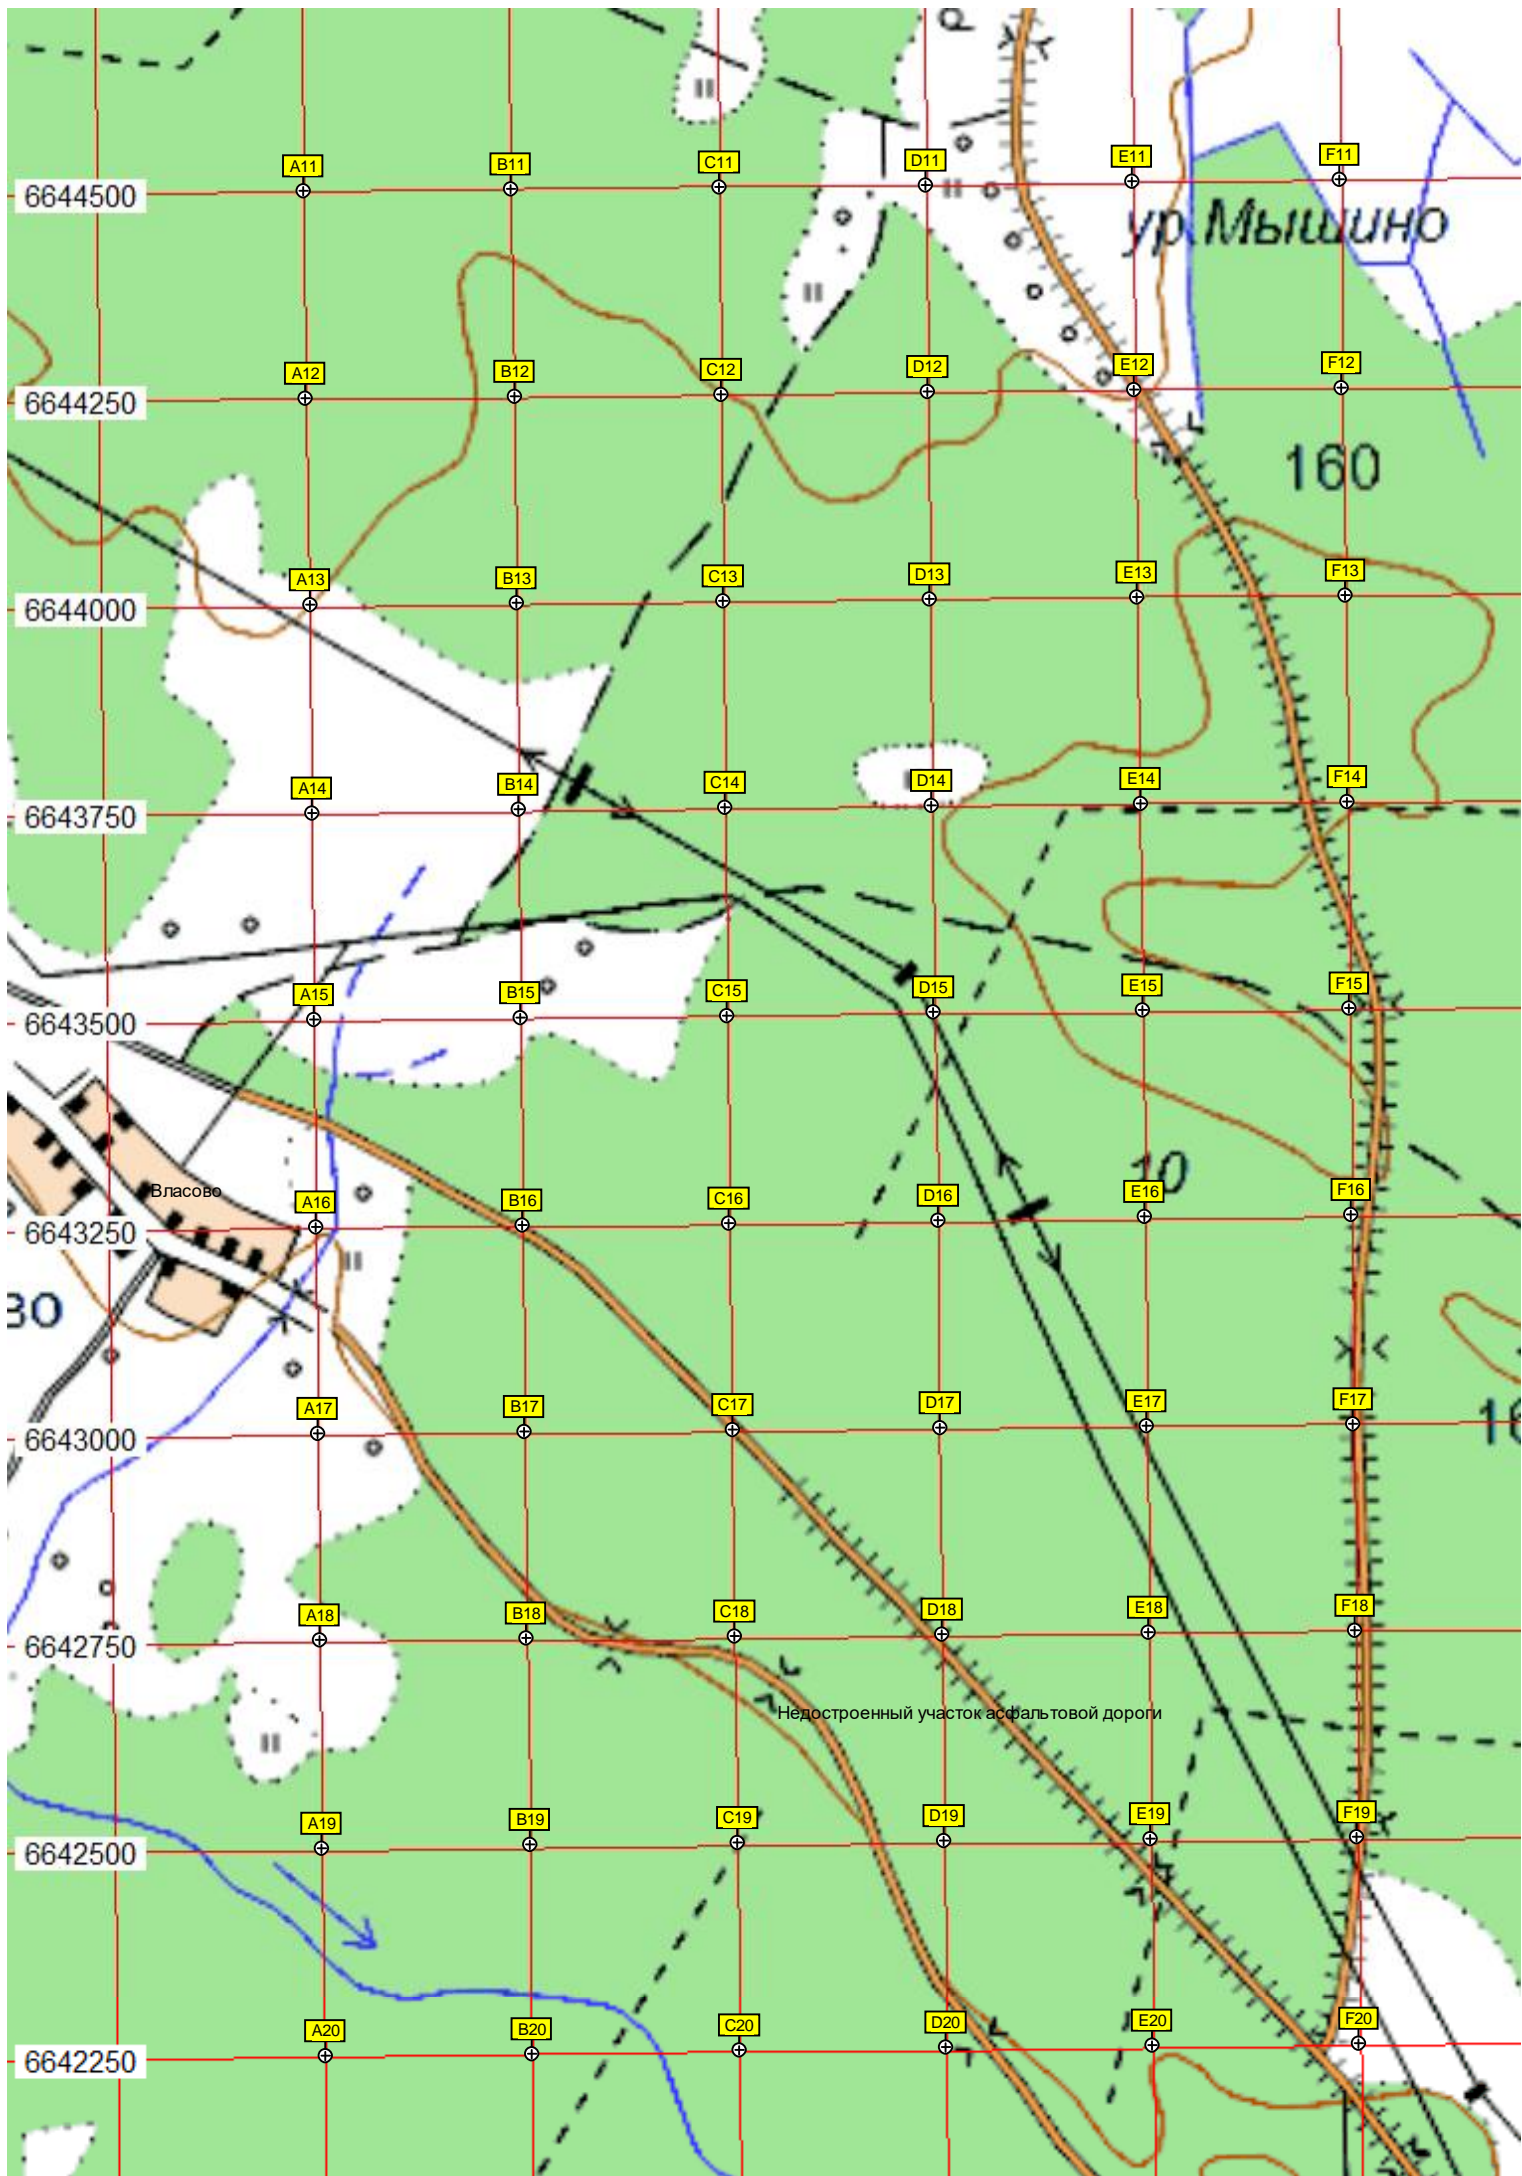 р
A11 B11 C11 D11 E11 F11
6644500
ур.Мышино
A12 B12 C12 D12 E12 F12
6644250
160
A13 B13 C13 D13 E13 F13
6644000
A14 B14 C14 D14 E14 F14
6643750
A15 B15 C15 D15 E15 F15
6643500
10
Власово
A16 B16 C16 D16 E16 F16
6643250
30
A17 B17 C17 D17 E17 F17
6643000
16
A18 B18 C18 D18 E18 F18
6642750
Недостроенный участок асфальтовой дороги
A19 B19 C19 D19 E19 F19
6642500
A20 B20 C20 D20 E20 F20
6642250